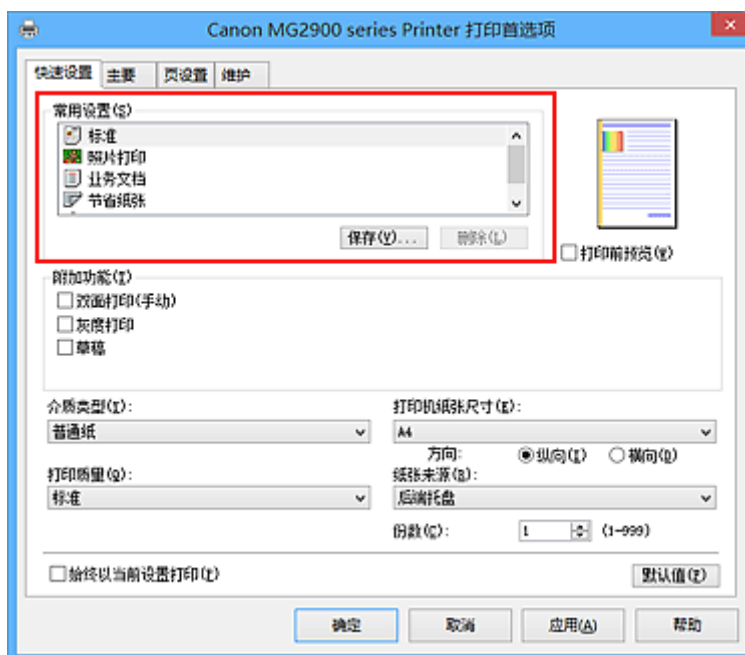 Canon MG2900 series Printer 打印首选项
快速设置 主要 页设置 维护
常用设置(S)
标准
照片打印
业务文档
节省纸张
保存(V)... 删除(L)
打印前预览(W)
附加功能(I)
双面打印(手动)
灰度打印
草稿
介质类型(I): 打印机纸张尺寸(E):
普通纸 A4
方向: 纵向(I) 横向(D)
打印质量(Q): 纸张来源(B):
标准 后端托盘
份数(C): 1 (1-999)
始终以当前设置打印(t) 默认值(F)
确定 取消 应用(A) 帮助